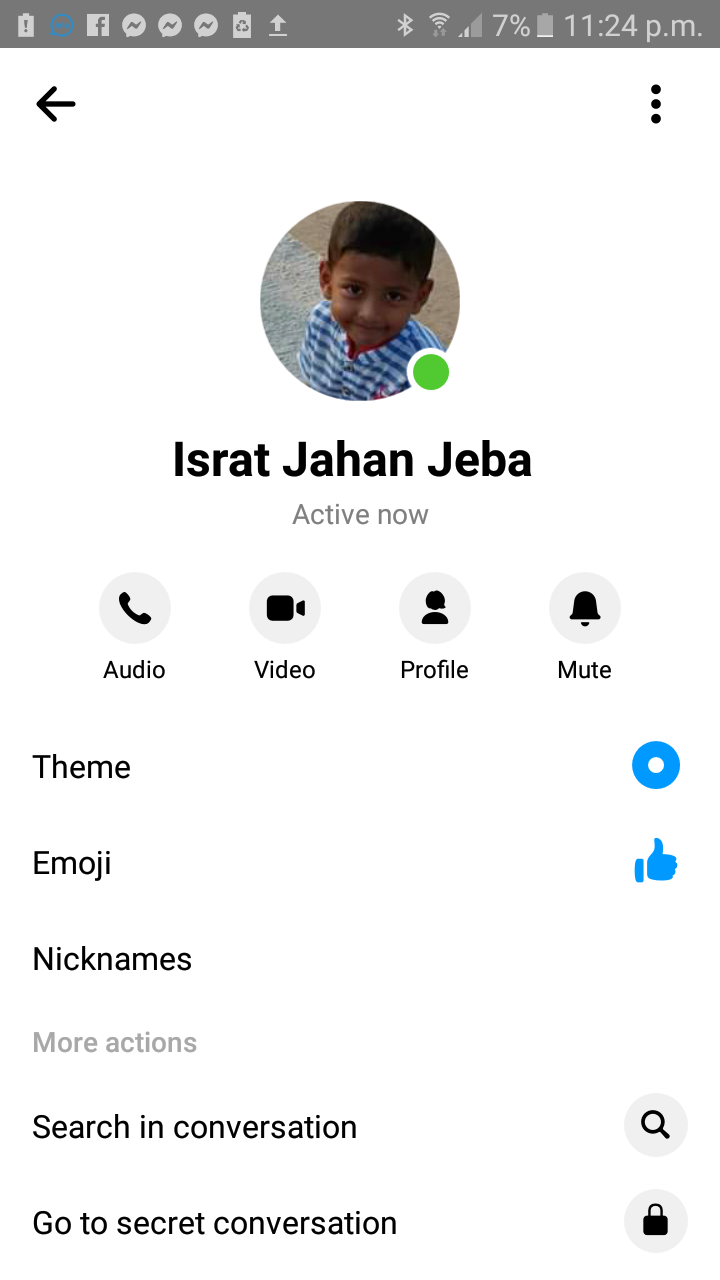 7% 11:24 p.m.
Israt Jahan Jeba
Active now
Audio Video Profile Mute
Theme
Emoji
Nicknames
More actions
Search in conversation
Go to secret conversation